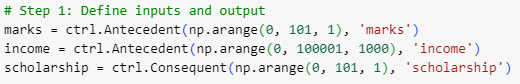 # Step 1: Define inputs and output
marks = ctrl.Antecedent(np.arange(0, 101, 1), 'marks')
income = ctrl.Antecedent(np.arange(0, 100001, 1000), 'income')
scholarship = ctrl.Consequent(np.arange(0, 101, 1), 'scholarship')